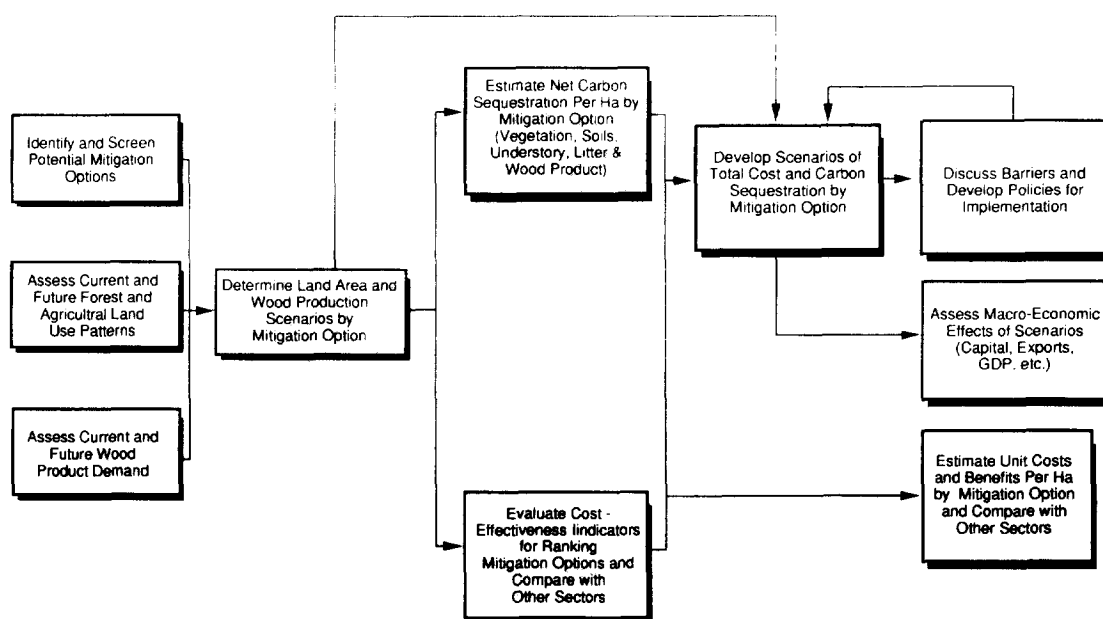 Identify and Screen
Potential Mitigation
Options
Assess Current and
Future Forest and
Agricultral Land
Use Patterns
Assess Current and
Future Wood
Product Demand
Determine Land Area and
Wood Production
Scenarios by
Mitigation Option
Estimate Net Carbon
Sequestration Per Ha by
Mitigation Option
(Vegetation, Soils,
Understory, Litter &
Wood Product)
Evaluate Cost -
Effectiveness Iindicators
for Ranking
Mitigation Options and
Compare with
Other Sectors
Develop Scenarios of
Total Cost and Carbon
Sequestration by
Mitigation Option
Discuss Barriers and
Develop Policies for
Implementation
Assess Macro-Economic
Effects of Scenarios
(Capital, Exports,
GDP. etc.)
Estimate Unit Costs
and Benefits Per Ha
by Mitigation Option
and Compare with
Other Sectors